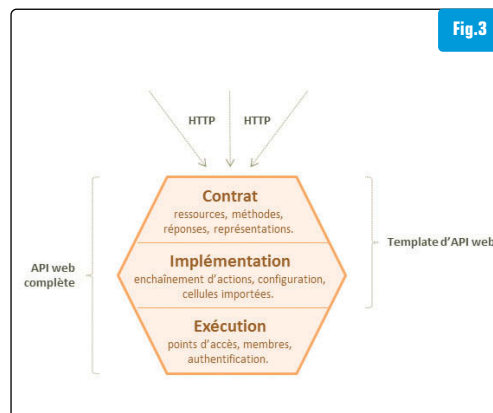 Fig.3
HTTP HTTP
Contrat
ressources, méthodes,
réponses, représentations.
Implémentation
enchaînement d'actions, configuration,
cellules importées.
Exécution
points d'accès, membres,
authentification.
API web
complète
Template d'API web